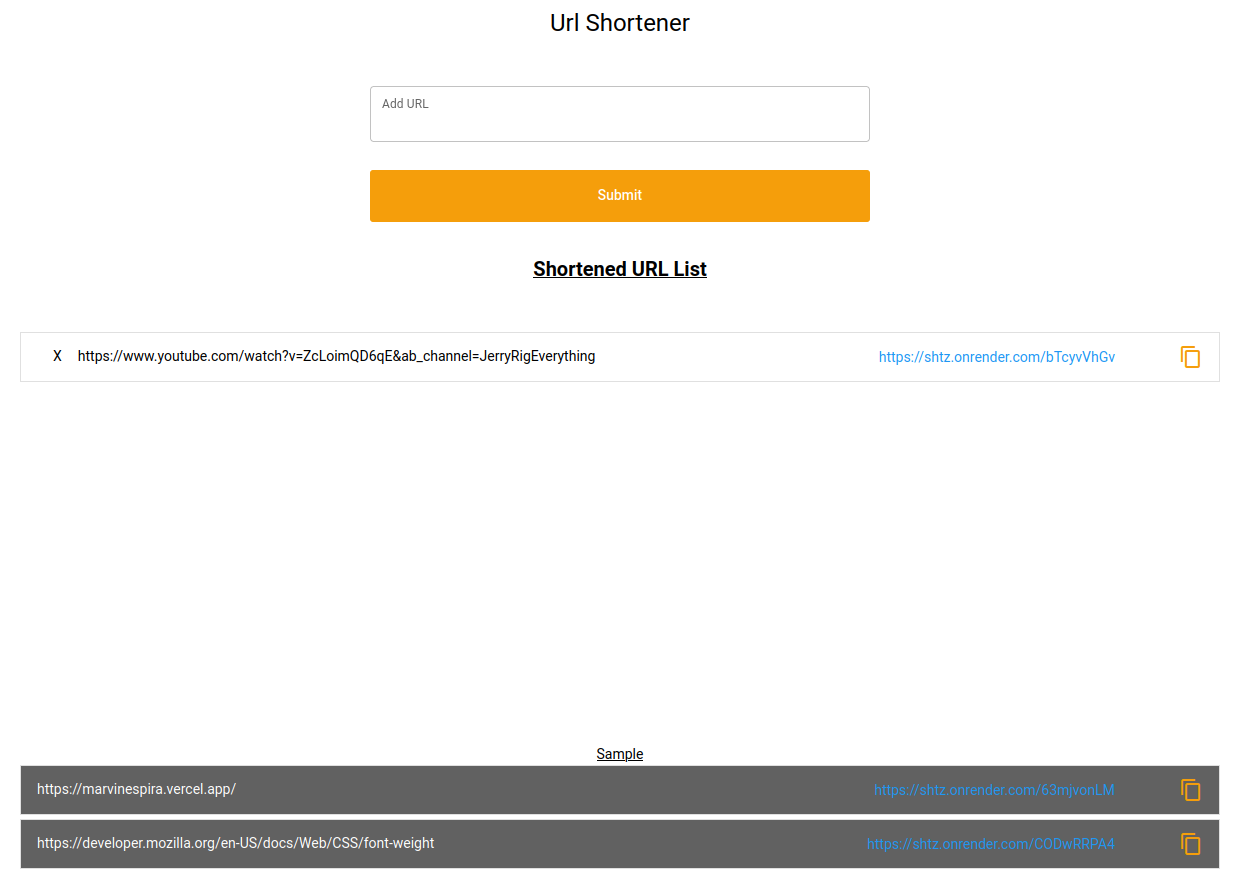 Url Shortener
Add URL
Submit
Shortened URL List
X https://www.youtube.com/watch?v=ZcLoimQD6qE&ab_channel=JerryRigEverything https://shtz.onrender.com/bTcyvVhGv
Sample
https://marvinespira.vercel.app/ https://shtz.onrender.com/63mjvonLM
https://developer.mozilla.org/en-US/docs/Web/CSS/font-weight https://shtz.onrender.com/CODwRRPA4